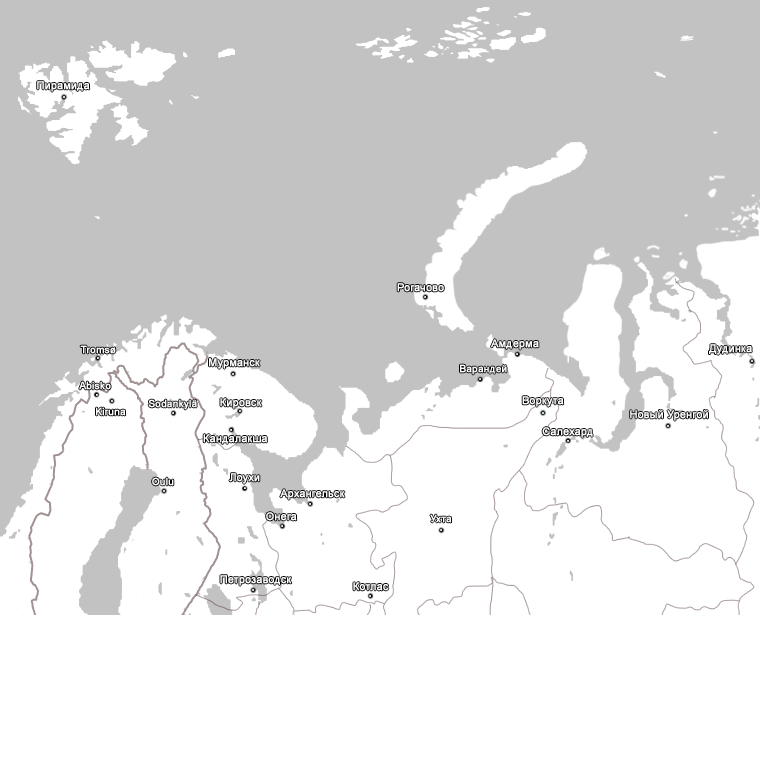 Пирамида
Рогачово
Амдерма
Tromsø
Дудинка
Мурманск
Варандей
Abisko
Kiruna
Sodankylä
Кировск
Воркута
Новый Уренгой
Салехард
Кандалакша
Oulu
Лоухи
Архангельск
Онега
Ухта
Петрозаводск
Котлас